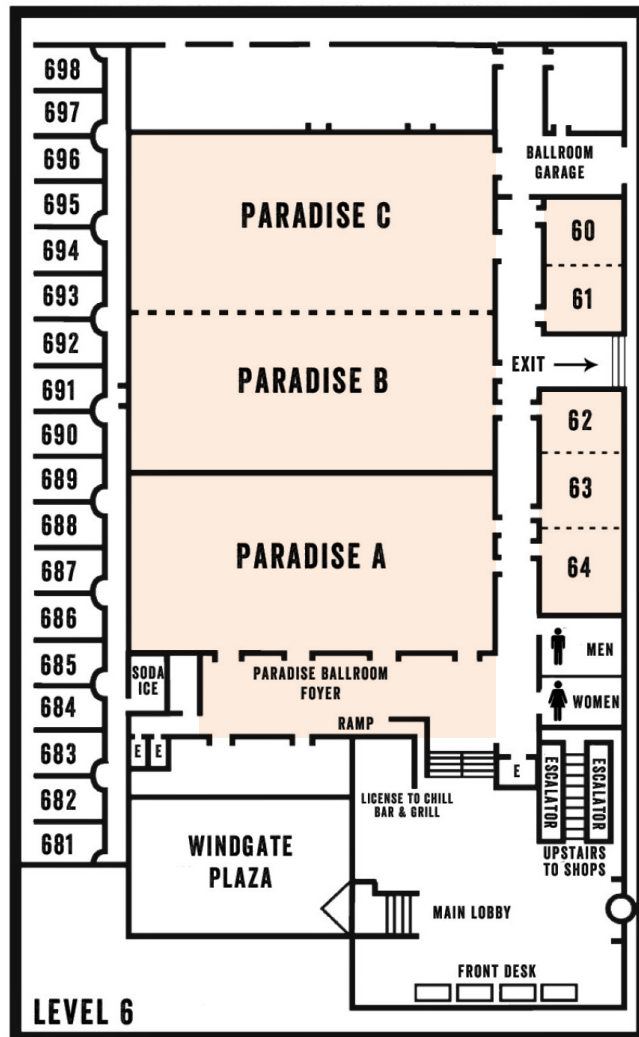 698
697
696
695
694
693
692
691
690
689
688
687
686
685
684
683
682
681
PARADISE C
PARADISE B
PARADISE A
BALLROOM
GARAGE
60
61
EXIT
62
63
64
MEN
WOMEN
SODA
ICE
PARADISE BALLROOM
FOYER
RAMP
E
E
E
ESCALATOR
ESCALATOR
LICENSE TO CHILL
BAR & GRILL
UPSTAIRS
TO SHOPS
WINDGATE
PLAZA
MAIN LOBBY
FRONT DESK
LEVEL 6